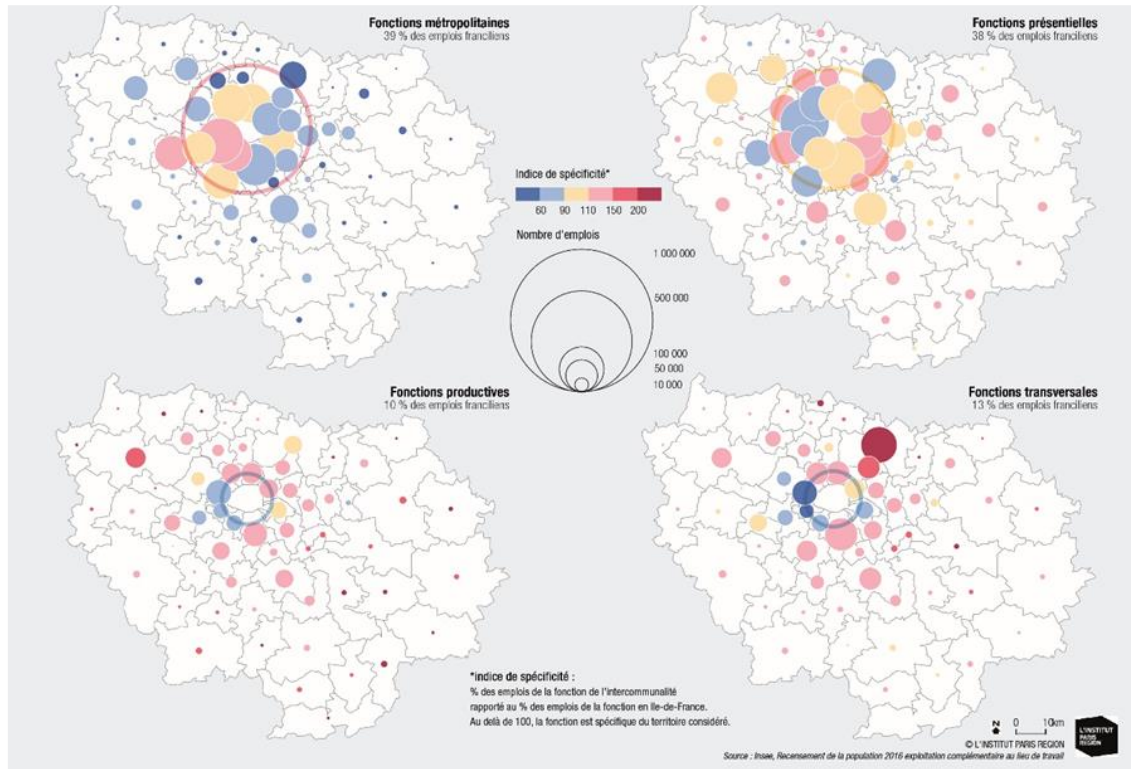 Fonctions métropolitaines
39 % des emplois franciliens
Fonctions présentielles
38 % des emplois franciliens
Indice de spécificité*
60 90 110 150 200
Nombre d'emplois
1 000 000
500 000
100 000
50 000
10 000
Fonctions productives
10 % des emplois franciliens
Fonctions transversales
13 % des emplois franciliens
*indice de spécificité :
% des emplois de la fonction de l'intercommunalité
rapporté au % des emplois de la fonction en Ile-de-France.
Au delà de 100, la fonction est spécifique du territoire considéré.
N 0 10km
© L'INSTITUT PARIS REGION
L'INSTITUT
PARIS
REGION
Source : Insee, Recensement de la population 2016 exploitation complémentaire au lieu de travail